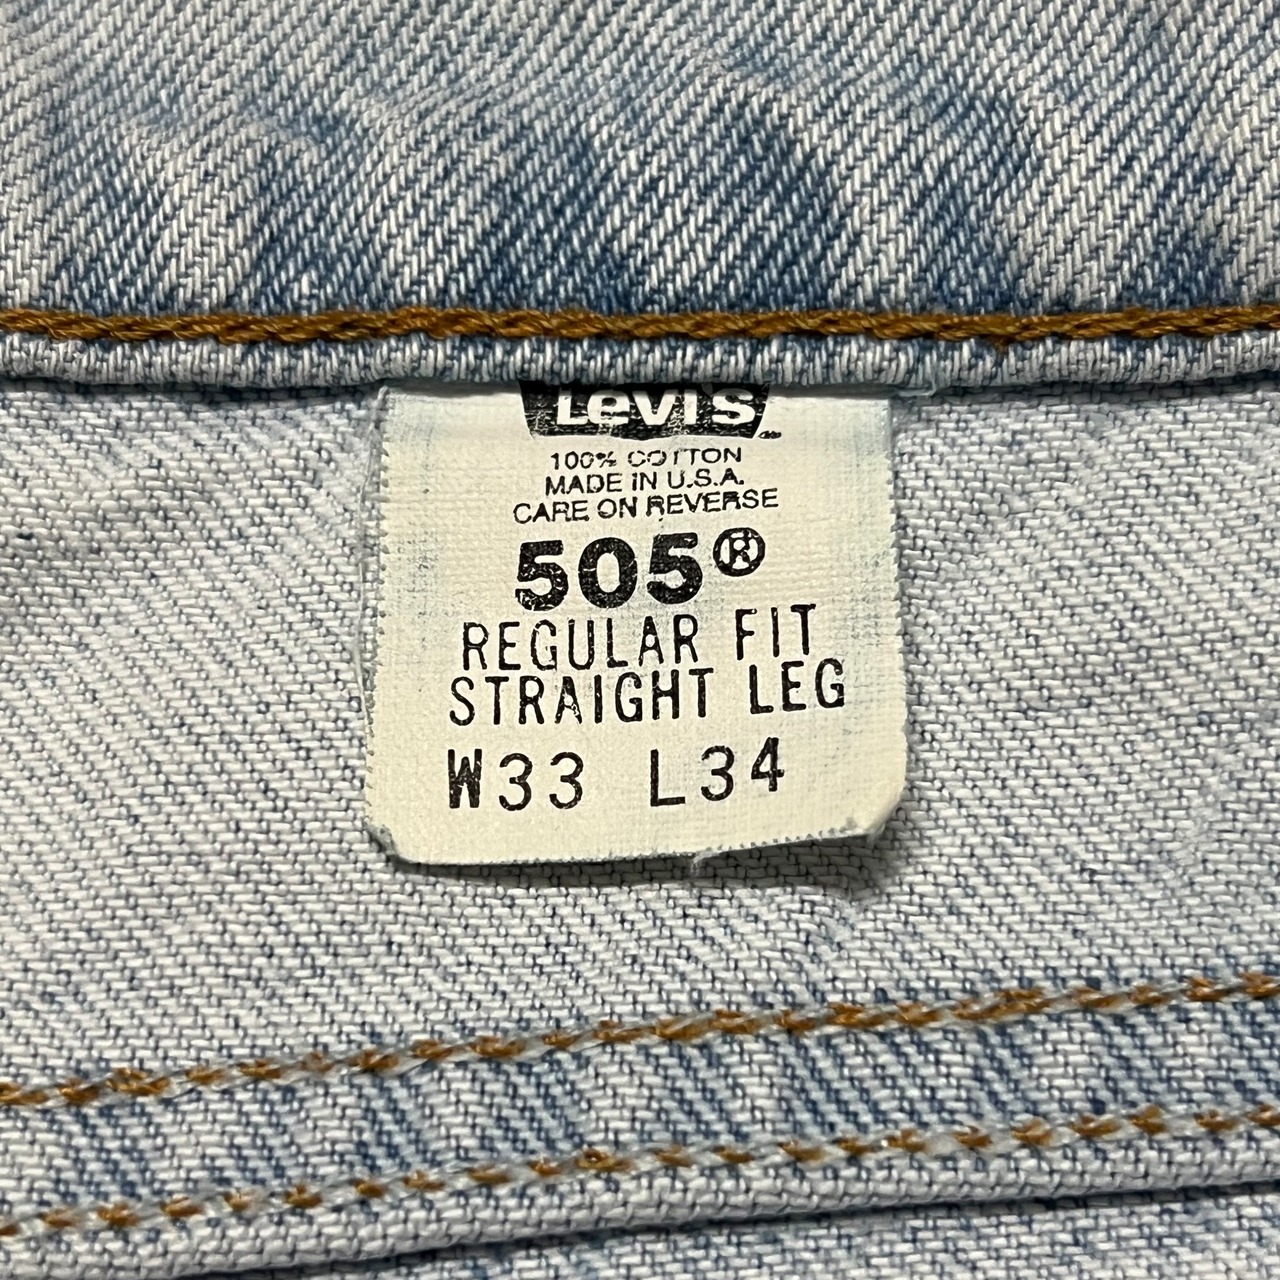 Levi's
100% COTTON
MADE IN U.S.A.
CARE ON REVERSE
505®
REGULAR FIT
STRAIGHT LEG
W33 L34